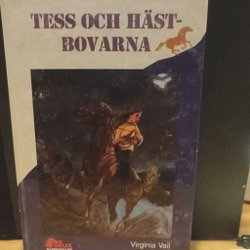 TESS OCH HÄST-
BOVARNA
Virginia Vail